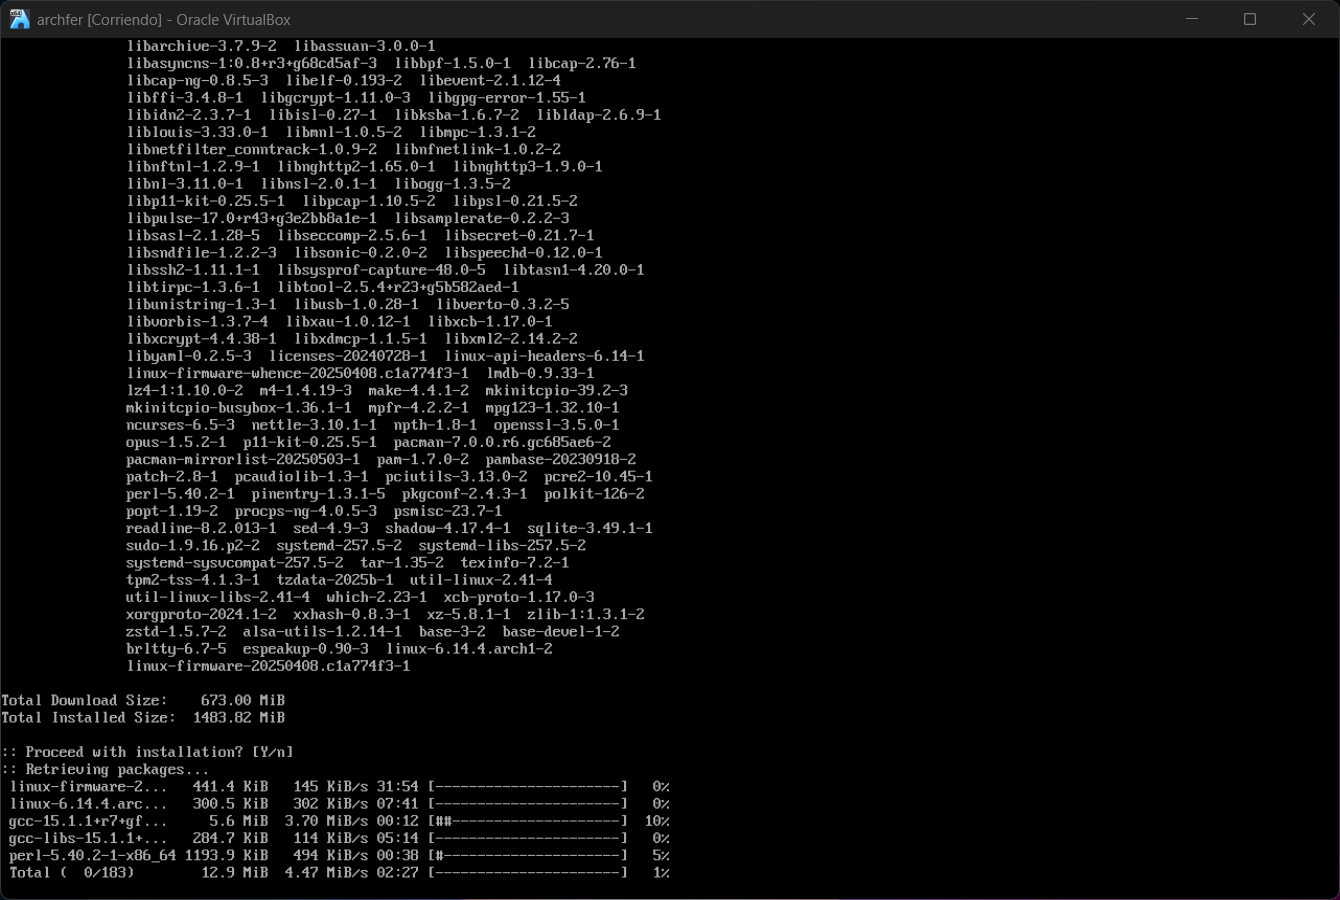 archfer [Corriendo] - Oracle VirtualBox
libarchive-3.7.9-2  libassuan-3.0.0-1
libasyncns-1:0.8+r3+g68cd5af-3  libbpf-1.5.0-1  libcap-2.76-1
libcap-ng-0.8.5-3  libelf-0.193-2  libevent-2.1.12-4
libffi-3.4.8-1  libgcrypt-1.11.0-3  libgpg-error-1.55-1
libidn2-2.3.7-1  libisl-0.27-1  libksba-1.6.7-2  libldap-2.6.9-1
liblouis-3.33.0-1  libmnl-1.0.5-2  libmpc-1.3.1-2
libnetfilter_conntrack-1.0.9-2  libnfnetlink-1.0.2-2
libnftnl-1.2.9-1  libnghttp2-1.65.0-1  libnghttp3-1.9.0-1
libnl-3.11.0-1  libnsl-2.0.1-1  libogg-1.3.5-2
libp11-kit-0.25.5-1  libpcap-1.10.5-2  libpsl-0.21.5-2
libpulse-17.0+r43+g3e2bb8a1e-1  libsamplerate-0.2.2-3
libsasl-2.1.28-5  libseccomp-2.5.6-1  libsecret-0.21.7-1
libsndfile-1.2.2-3  libsonic-0.2.0-2  libspeechd-0.12.0-1
libssh2-1.11.1-1  libsysprof-capture-48.0-5  libtasn1-4.20.0-1
libtirpc-1.3.6-1  libtool-2.5.4+r23+g5b582aed-1
libunistring-1.3-1  libusb-1.0.28-1  libverto-0.3.2-5
libvorbis-1.3.7-4  libxau-1.0.12-1  libxcb-1.17.0-1
libxcrypt-4.4.38-1  libxdmcp-1.1.5-1  libxml2-2.14.2-2
libyaml-0.2.5-3  licenses-20240728-1  linux-api-headers-6.14-1
linux-firmware-whence-20250408.c1a774f3-1  lmdb-0.9.33-1
lz4-1:1.10.0-2  m4-1.4.19-3  make-4.4.1-2  mkinitcpio-39.2-3
mkinitcpio-busybox-1.36.1-1  mpfr-4.2.2-1  mpg123-1.32.10-1
ncurses-6.5-3  nettle-3.10.1-1  npth-1.8-1  openssl-3.5.0-1
opus-1.5.2-1  p11-kit-0.25.5-1  pacman-7.0.0.r6.gc685ae6-2
pacman-mirrorlist-20250503-1  pam-1.7.0-2  pambase-20230918-2
patch-2.8-1  pcaudiolib-1.3-1  pciutils-3.13.0-2  pcre2-10.45-1
perl-5.40.2-1  pinentry-1.3.1-5  pkgconf-2.4.3-1  polkit-126-2
popt-1.19-2  procps-ng-4.0.5-3  psmisc-23.7-1
readline-8.2.013-1  sed-4.9-3  shadow-4.17.4-1  sqlite-3.49.1-1
sudo-1.9.16.p2-2  systemd-257.5-2  systemd-libs-257.5-2
systemd-sysvcompat-257.5-2  tar-1.35-2  texinfo-7.2-1
tpm2-tss-4.1.3-1  tzdata-2025b-1  util-linux-2.41-4
util-linux-libs-2.41-4  which-2.23-1  xcb-proto-1.17.0-3
xorgproto-2024.1-2  xxhash-0.8.3-1  xz-5.8.1-1  zlib-1:1.3.1-2
zstd-1.5.7-2  alsa-utils-1.2.14-1  base-3-2  base-devel-1-2
brltty-6.7-5  espeakup-0.90-3  linux-6.14.4.arch1-2
linux-firmware-20250408.c1a774f3-1
Total Download Size:    673.00 MiB
Total Installed Size:  1483.82 MiB
:: Proceed with installation? [Y/n]
:: Retrieving packages...
linux-firmware-2...   441.4 KiB   145 KiB/s 31:54 [----------------------]   0%
linux-6.14.4.arc...   300.5 KiB   302 KiB/s 07:41 [----------------------]   0%
gcc-15.1.1+r7+gf...     5.6 MiB  3.70 MiB/s 00:12 [##--------------------]  10%
gcc-libs-15.1.1+...   284.7 KiB   114 KiB/s 05:14 [----------------------]   0%
perl-5.40.2-1-x86_64 1193.9 KiB   494 KiB/s 00:38 [#---------------------]   5%
Total (  0/183)        12.9 MiB  4.47 MiB/s 02:27 [----------------------]   1%